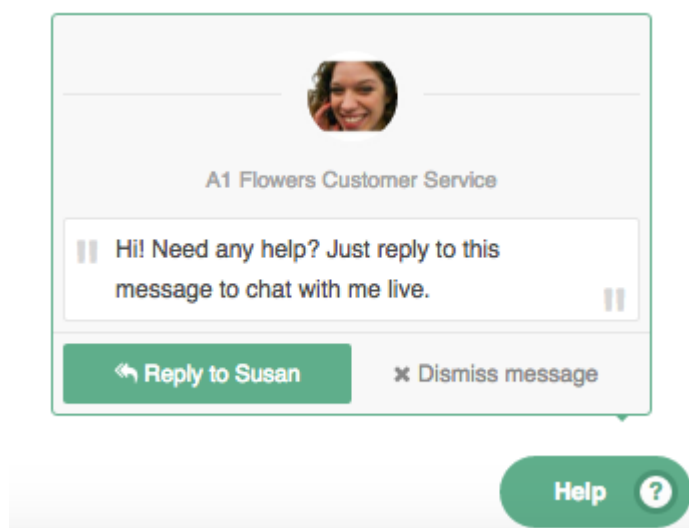 A1 Flowers Customer Service
" Hi! Need any help? Just reply to this
message to chat with me live. "
Reply to Susan
✖ Dismiss message
Help ?